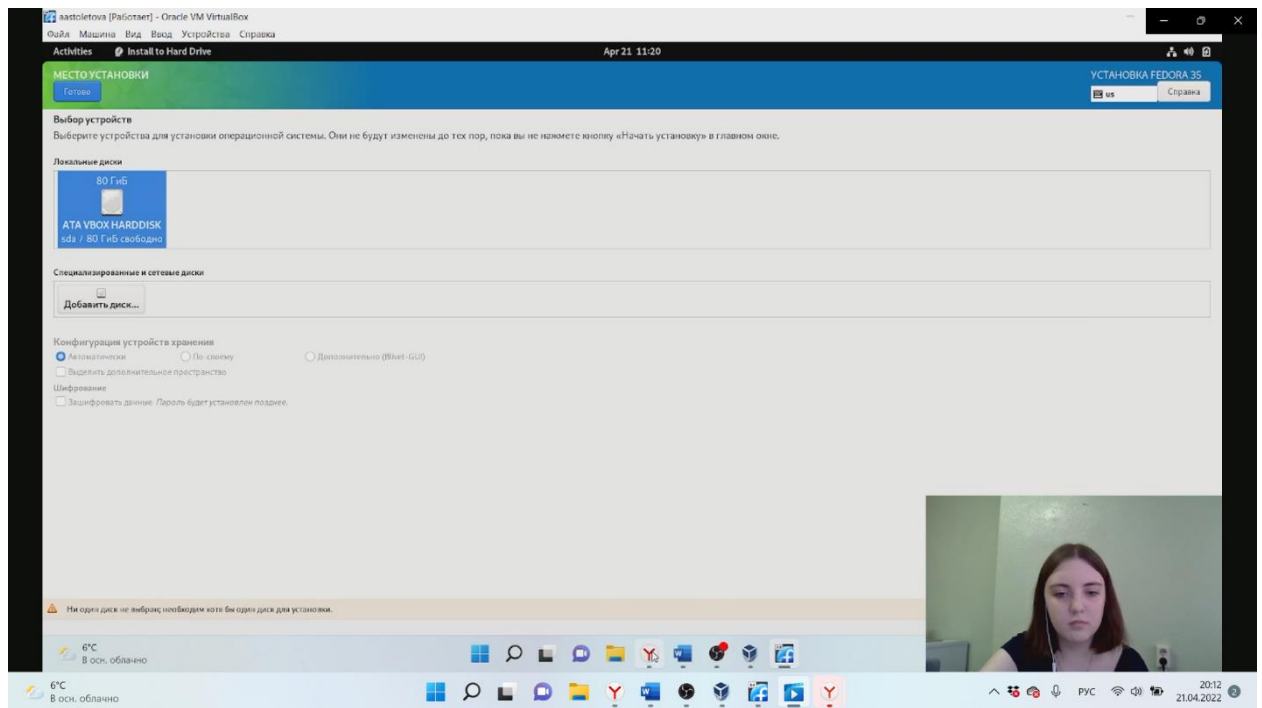 aastoletova [Работает] - Oracle VM VirtualBox
Файл Машина Вид Ввод Устройства Справка
Activities Install to Hard Drive Apr 21 11:20
МЕСТО УСТАНОВКИ УСТАНОВКА FEDORA 35
Готово us Справка
Выбор устройств
Выберите устройства для установки операционной системы. Они не будут изменены до тех пор, пока вы не нажмете кнопку «Начать установку» в главном окне.
Локальные диски
80 ГиБ
ATA VBOX HARDDISK
sda / 80 ГиБ свободно
Специализированные и сетевые диски
Добавить диск...
Конфигурация устройств хранения
Автоматически По-своему Дополнительно (Blivet-GUI)
Выделить дополнительное пространство
Шифрование
Зашифровать данные. Пароль будет установлен позднее.
Ни один диск не выбран; необходим хотя бы один диск для установки.
6°C
В осн. облачно
6°C
В осн. облачно
РУС
20:12
21.04.2022
2